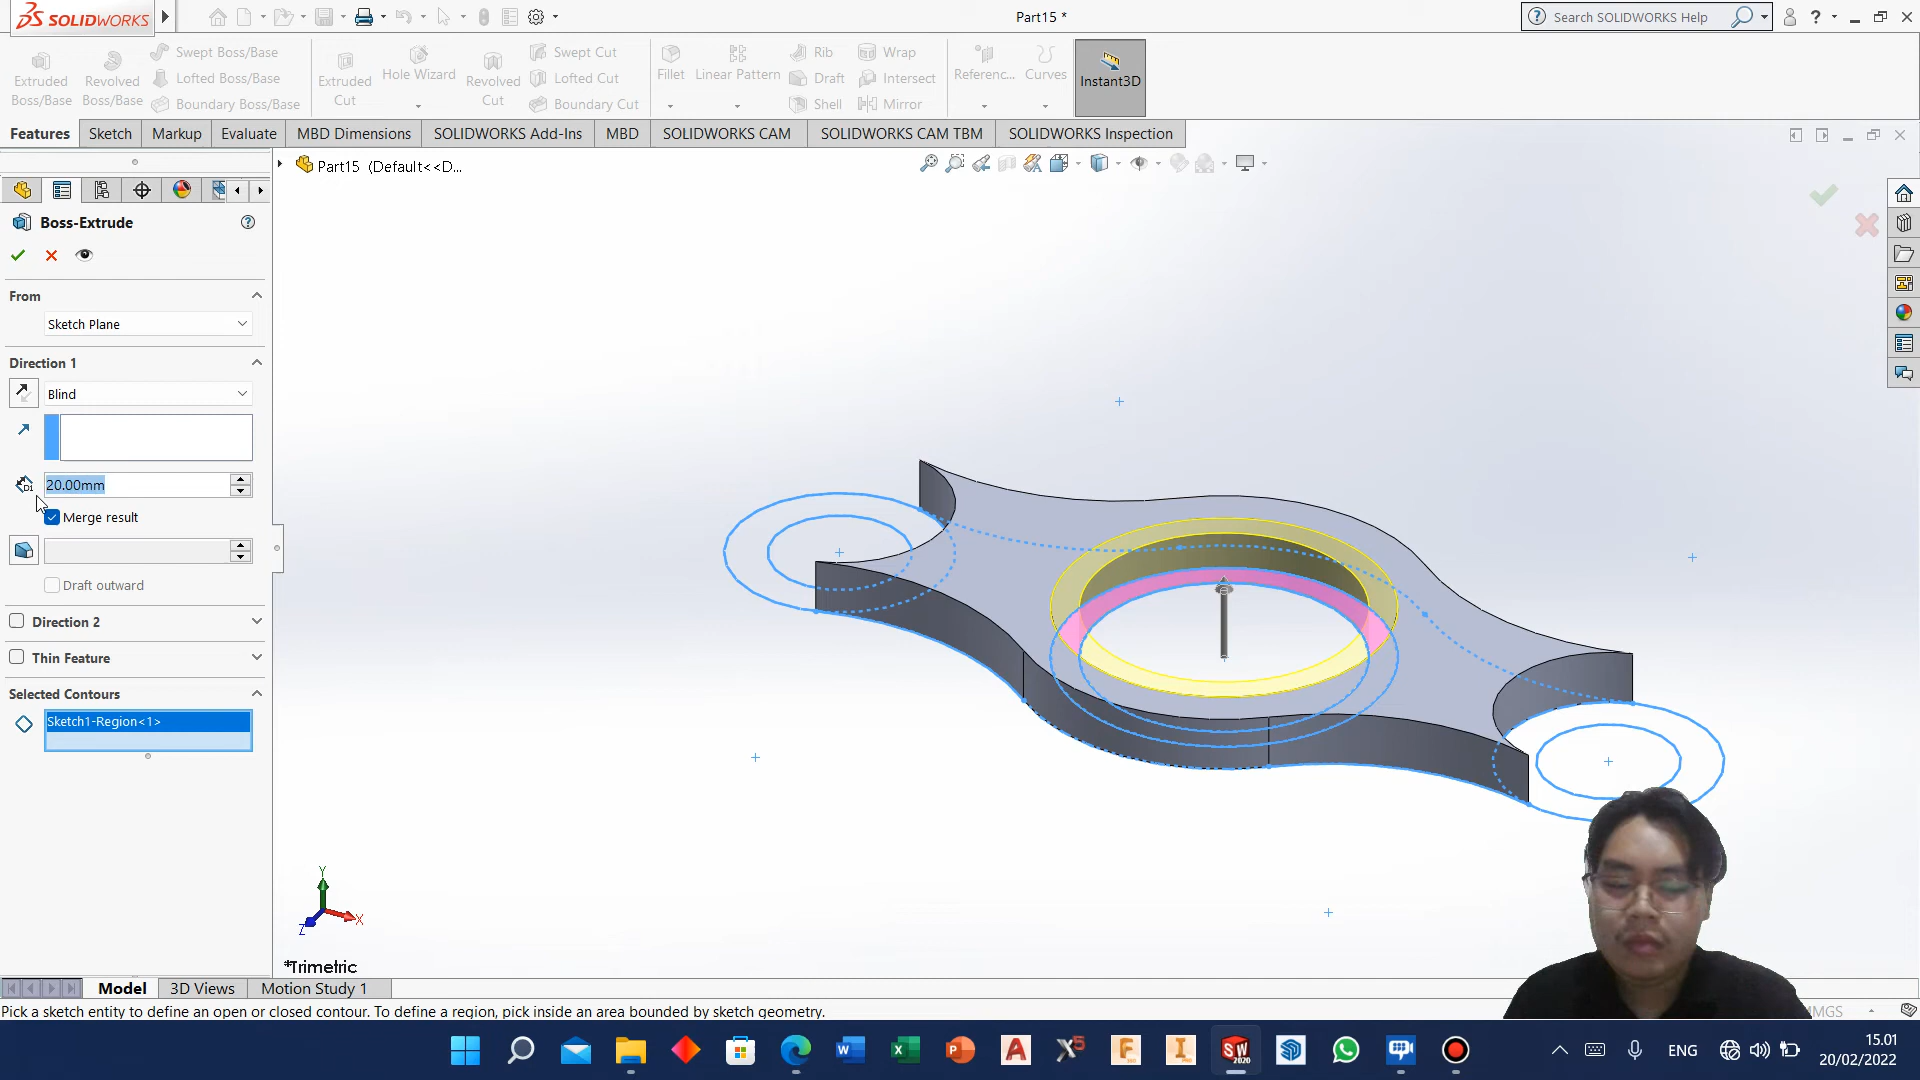 SOLIDWORKS
Part15 *
Search SOLIDWORKS Help
Extruded Boss/Base
Revolved Boss/Base
Swept Boss/Base
Lofted Boss/Base
Boundary Boss/Base
Extruded Cut
Hole Wizard
Revolved Cut
Swept Cut
Lofted Cut
Boundary Cut
Fillet
Linear Pattern
Rib
Draft
Shell
Wrap
Intersect
Mirror
Referenc...
Curves
Instant3D
Features
Sketch
Markup
Evaluate
MBD Dimensions
SOLIDWORKS Add-Ins
MBD
SOLIDWORKS CAM
SOLIDWORKS CAM TBM
SOLIDWORKS Inspection
Part15 (Default<<D...
Boss-Extrude
From
Sketch Plane
Direction 1
Blind
20.00mm
Merge result
Draft outward
Direction 2
Thin Feature
Selected Contours
Sketch1-Region<1>
Y
X
Z
*Trimetric
Model
3D Views
Motion Study 1
Pick a sketch entity to define an open or closed contour. To define a region, pick inside an area bounded by sketch geometry.
MMGS
ENG
15.01
20/02/2022